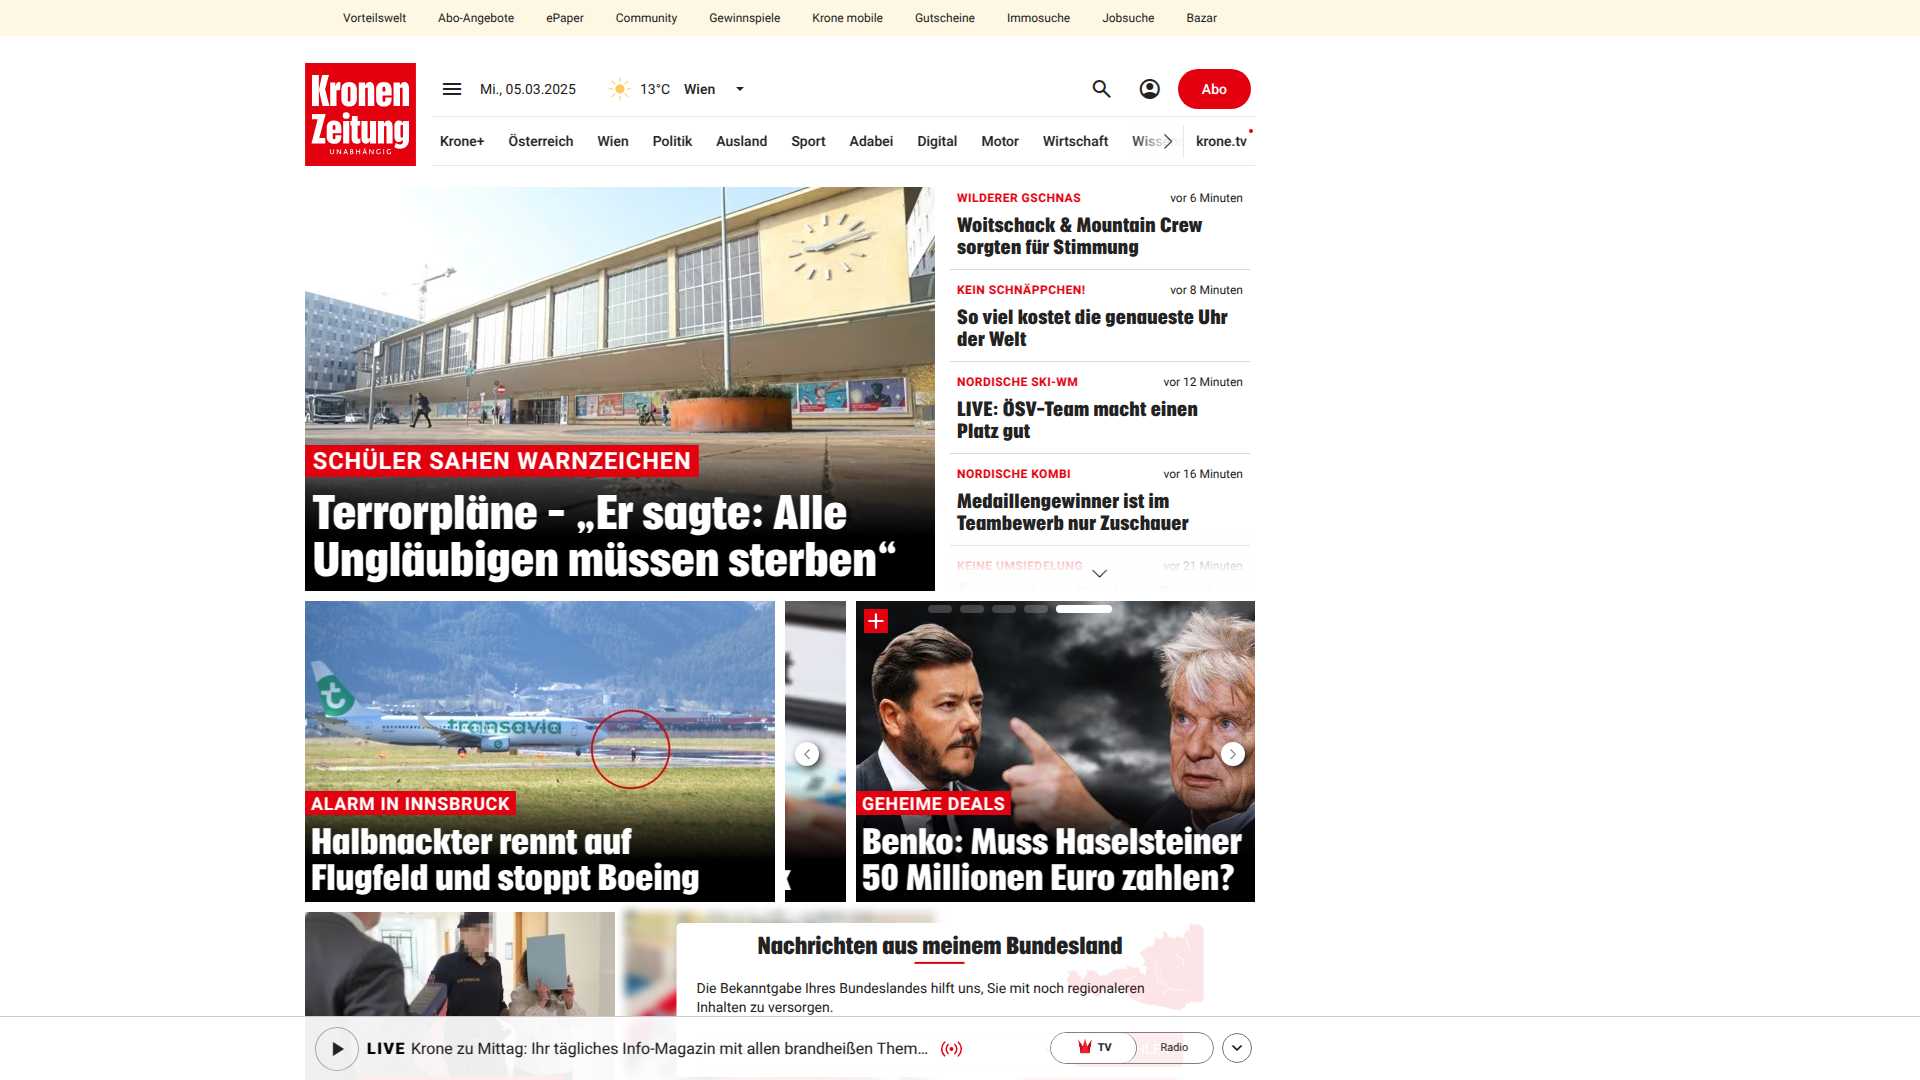 Vorteilswelt Abo-Angebote ePaper Community Gewinnspiele Krone mobile Gutscheine Immosuche Jobsuche Bazar
Kronen
Zeitung
UNABHÄNGIG
Mi., 05.03.2025 13°C Wien
Abo
Krone+ Österreich Wien Politik Ausland Sport Adabei Digital Motor Wirtschaft Wiss krone.tv
SCHÜLER SAHEN WARNZEICHEN
Terrorpläne – „Er sagte: Alle
Ungläubigen müssen sterben“
WILDERER GSCHNAS vor 6 Minuten
Woitschack & Mountain Crew
sorgten für Stimmung
KEIN SCHNÄPPCHEN! vor 8 Minuten
So viel kostet die genaueste Uhr
der Welt
NORDISCHE SKI-WM vor 12 Minuten
LIVE: ÖSV-Team macht einen
Platz gut
NORDISCHE KOMBI vor 16 Minuten
Medaillengewinner ist im
Teambewerb nur Zuschauer
KEINE UMSIEDELUNG vor 21 Minuten
transavia
ALARM IN INNSBRUCK
Halbnackter rennt auf
Flugfeld und stoppt Boeing
GEHEIME DEALS
Benko: Muss Haselsteiner
50 Millionen Euro zahlen?
Nachrichten aus meinem Bundesland
Die Bekanntgabe Ihres Bundeslandes hilft uns, Sie mit noch regionaleren
Inhalten zu versorgen.
LIVE Krone zu Mittag: Ihr tägliches Info-Magazin mit allen brandheißen Them...
TV Radio